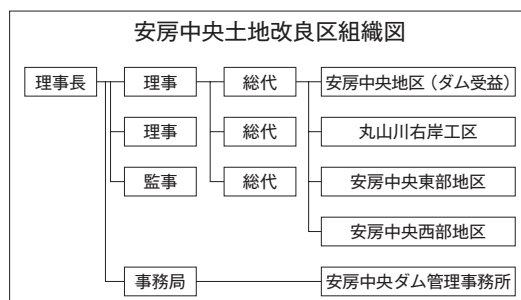 安房中央土地改良区組織図
理事長 理事 総代 安房中央地区（ダム受益）
理事 総代 丸山川右岸工区
監事 総代 安房中央東部地区
安房中央西部地区
事務局 安房中央ダム管理事務所